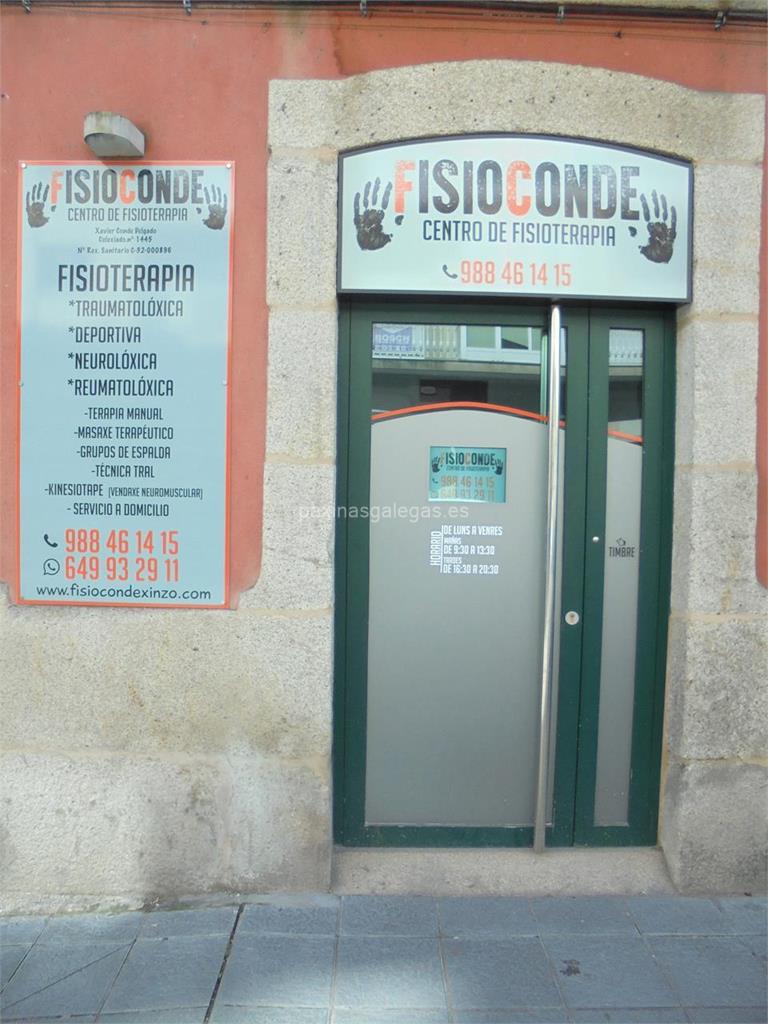 FISIOCONDE
CENTRO DE FISIOTERAPIA
Xavier Conde Delgado
Colexiado nº 1445
Nº Rex. Sanitario C-32-000896
FISIOTERAPIA
*TRAUMATOLÓXICA
*DEPORTIVA
*NEUROLÓXICA
*REUMATOLÓXICA
-TERAPIA MANUAL
-MASAXE TERAPÉUTICO
-GRUPOS DE ESPALDA
-TÉCNICA TRAL
-KINESIOTAPE (VENDAXE NEUROMUSCULAR)
- SERVICIO A DOMICILIO
988 46 14 15
649 93 29 11
www.fisiocondexinzo.com
FISIOCONDE
CENTRO DE FISIOTERAPIA
988 46 14 15
BOSCH
FISIOCONDE
CENTRO DE FISIOTERAPIA
988 46 14 15
649 93 29 11
paxinasgalegas.es
HORARIO
DE LUNS A VENRES
MAÑÁS
DE 9:30 A 13:30
TARDES
DE 16:30 A 20:30
TIMBRE